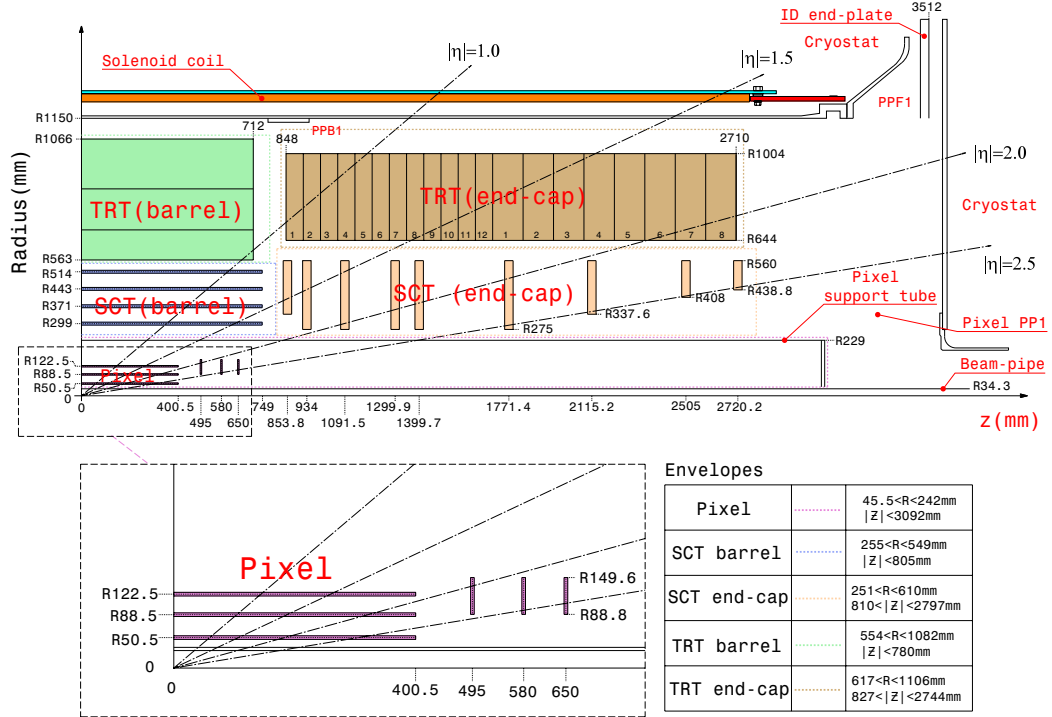 ID end-plate
3512
Cryostat
|η|=1.0
|η|=1.5
Solenoid coil
PPF1
R1150
712
PPB1
848
2710
R1066
R1004
|η|=2.0
TRT(barrel)
TRT(end-cap)
Radius(mm)
Cryostat
1 2 3 4 5 6 7 8 9 10 11 12 1 2 3 4 5 6 7 8
R644
R563
R560
R514
|η|=2.5
R443
SCT(barrel)
SCT (end-cap)
Pixel
support tube
R438.8
R408
R371
R337.6
R299
R275
Pixel PP1
R229
R122.5
R88.5
Pixel
Beam-pipe
R50.5
R34.3
0
0
400.5
580
749
934
1299.9
1771.4
2115.2
2505
2720.2
495
650
853.8
1091.5
1399.7
z(mm)
Envelopes
Pixel
45.5<R<242mm
|Z|<3092mm
SCT barrel
255<R<549mm
|Z|<805mm
SCT end-cap
251<R<610mm
810<|Z|<2797mm
TRT barrel
554<R<1082mm
|Z|<780mm
TRT end-cap
617<R<1106mm
827<|Z|<2744mm
Pixel
R149.6
R122.5
R88.5
R88.8
R50.5
0
0
400.5
495
580
650